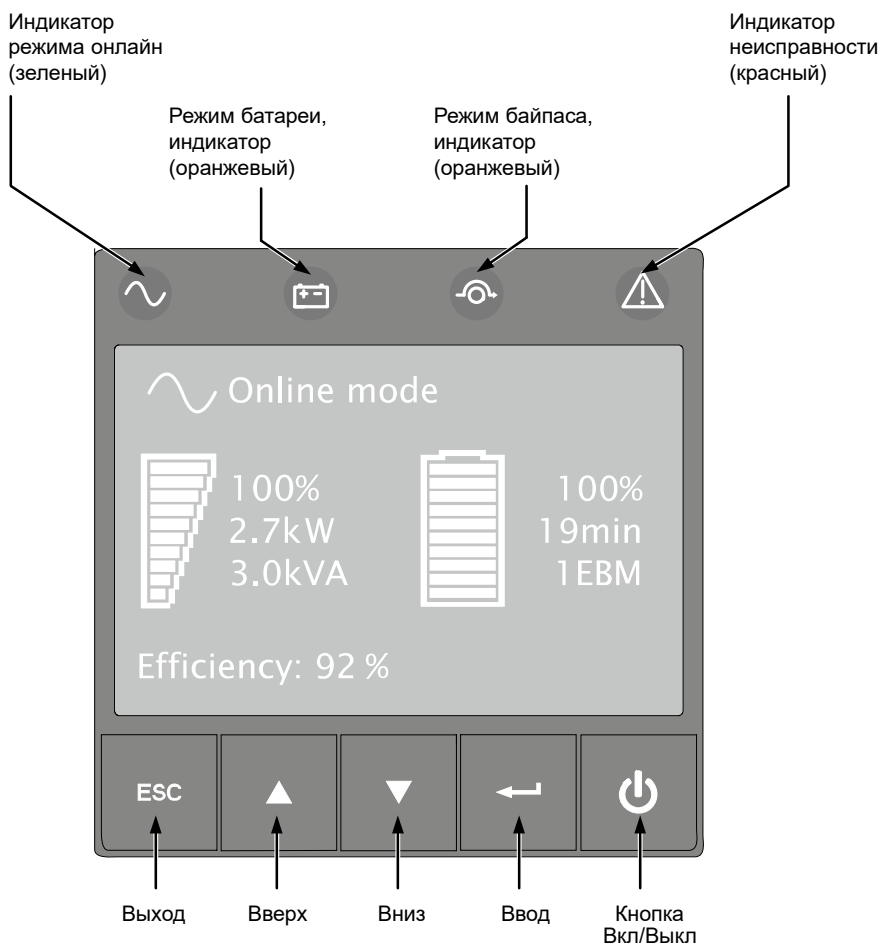 Индикатор
режима онлайн
(зеленый)
Режим батареи,
индикатор
(оранжевый)
Режим байпаса,
индикатор
(оранжевый)
Индикатор
неисправности
(красный)
Online mode
100%
2.7kW
3.0kVA
100%
19min
1EBM
Efficiency: 92 %
ESC
Выход
Вверх
Вниз
Ввод
Кнопка
Вкл/Выкл